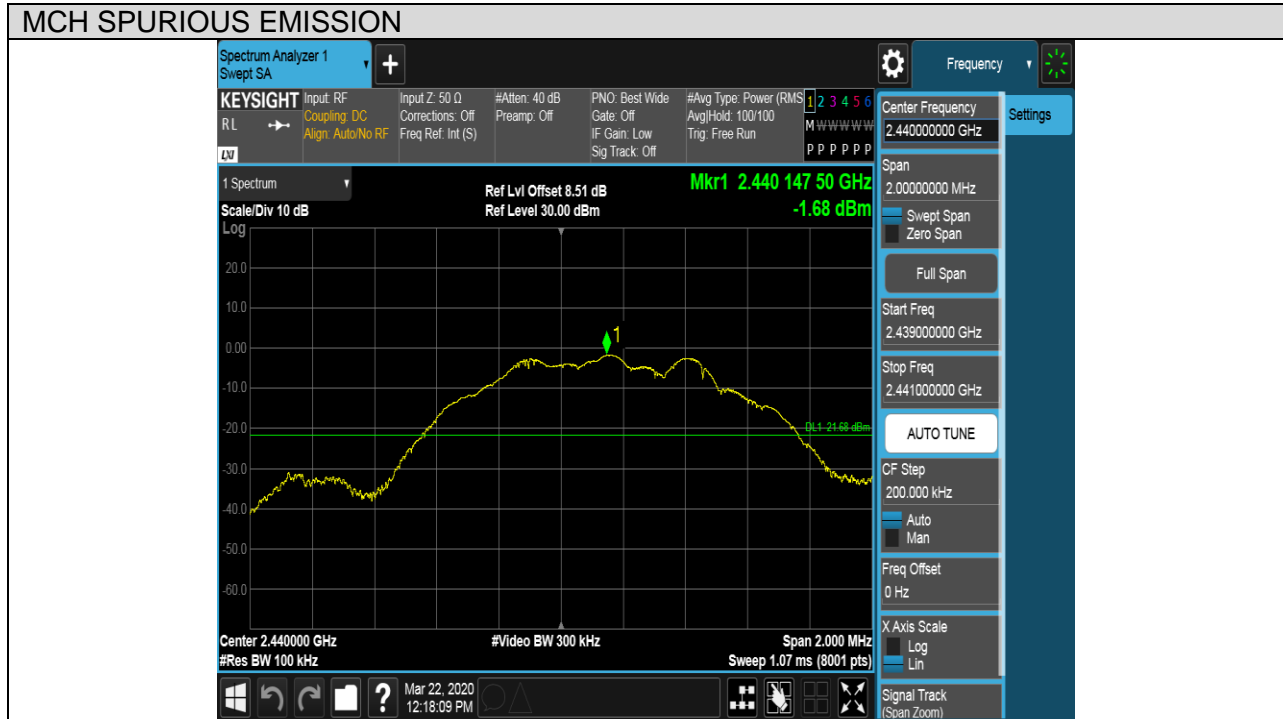 MCH SPURIOUS EMISSION
Spectrum Analyzer 1
Swept SA
+
Frequency
KEYSIGHT
RL
LXI
Input: RF
Coupling: DC
Align: Auto/No RF
Input Z: 50 Ω
Corrections: Off
Freq Ref: Int (S)
#Atten: 40 dB
Preamp: Off
PNO: Best Wide
Gate: Off
IF Gain: Low
Sig Track: Off
#Avg Type: Power (RMS
Avg|Hold: 100/100
Trig: Free Run
1 2 3 4 5 6
M W W W W W
P P P P P P
1 Spectrum
Scale/Div 10 dB
Log
Ref Lvl Offset 8.51 dB
Ref Level 30.00 dBm
Mkr1 2.440 147 50 GHz
-1.68 dBm
20.0
10.0
0.00
-10.0
-20.0
-30.0
-40.0
-50.0
-60.0
1
DL1 -21.68 dBm
Center 2.440000 GHz
#Res BW 100 kHz
#Video BW 300 kHz
Span 2.000 MHz
Sweep 1.07 ms (8001 pts)
Center Frequency
2.440000000 GHz
Settings
Span
2.00000000 MHz
Swept Span
Zero Span
Full Span
Start Freq
2.439000000 GHz
Stop Freq
2.441000000 GHz
AUTO TUNE
CF Step
200.000 kHz
Auto
Man
Freq Offset
0 Hz
X Axis Scale
Log
Lin
Signal Track
(Span Zoom)
?
Mar 22, 2020
12:18:09 PM